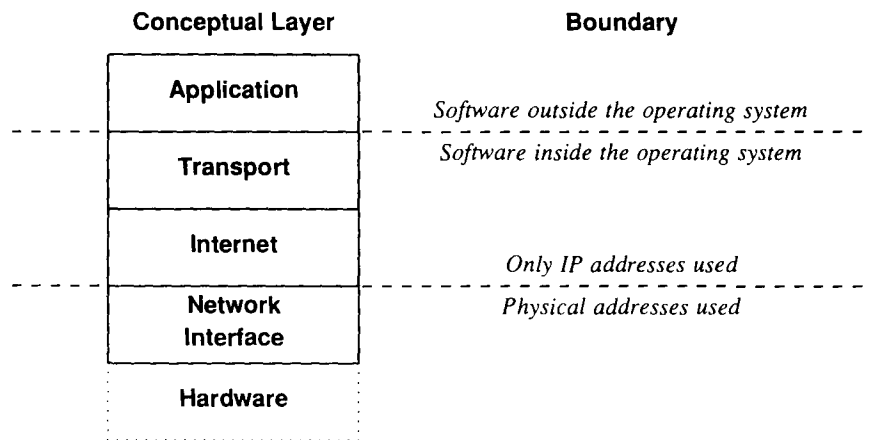 Conceptual Layer
Boundary
Application
Software outside the operating system
Software inside the operating system
Transport
Internet
Only IP addresses used
Network
Interface
Physical addresses used
Hardware